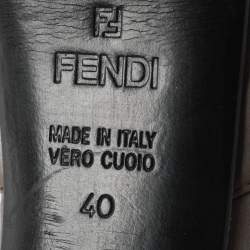 FENDI
MADE IN ITALY
VERO CUOIO
40